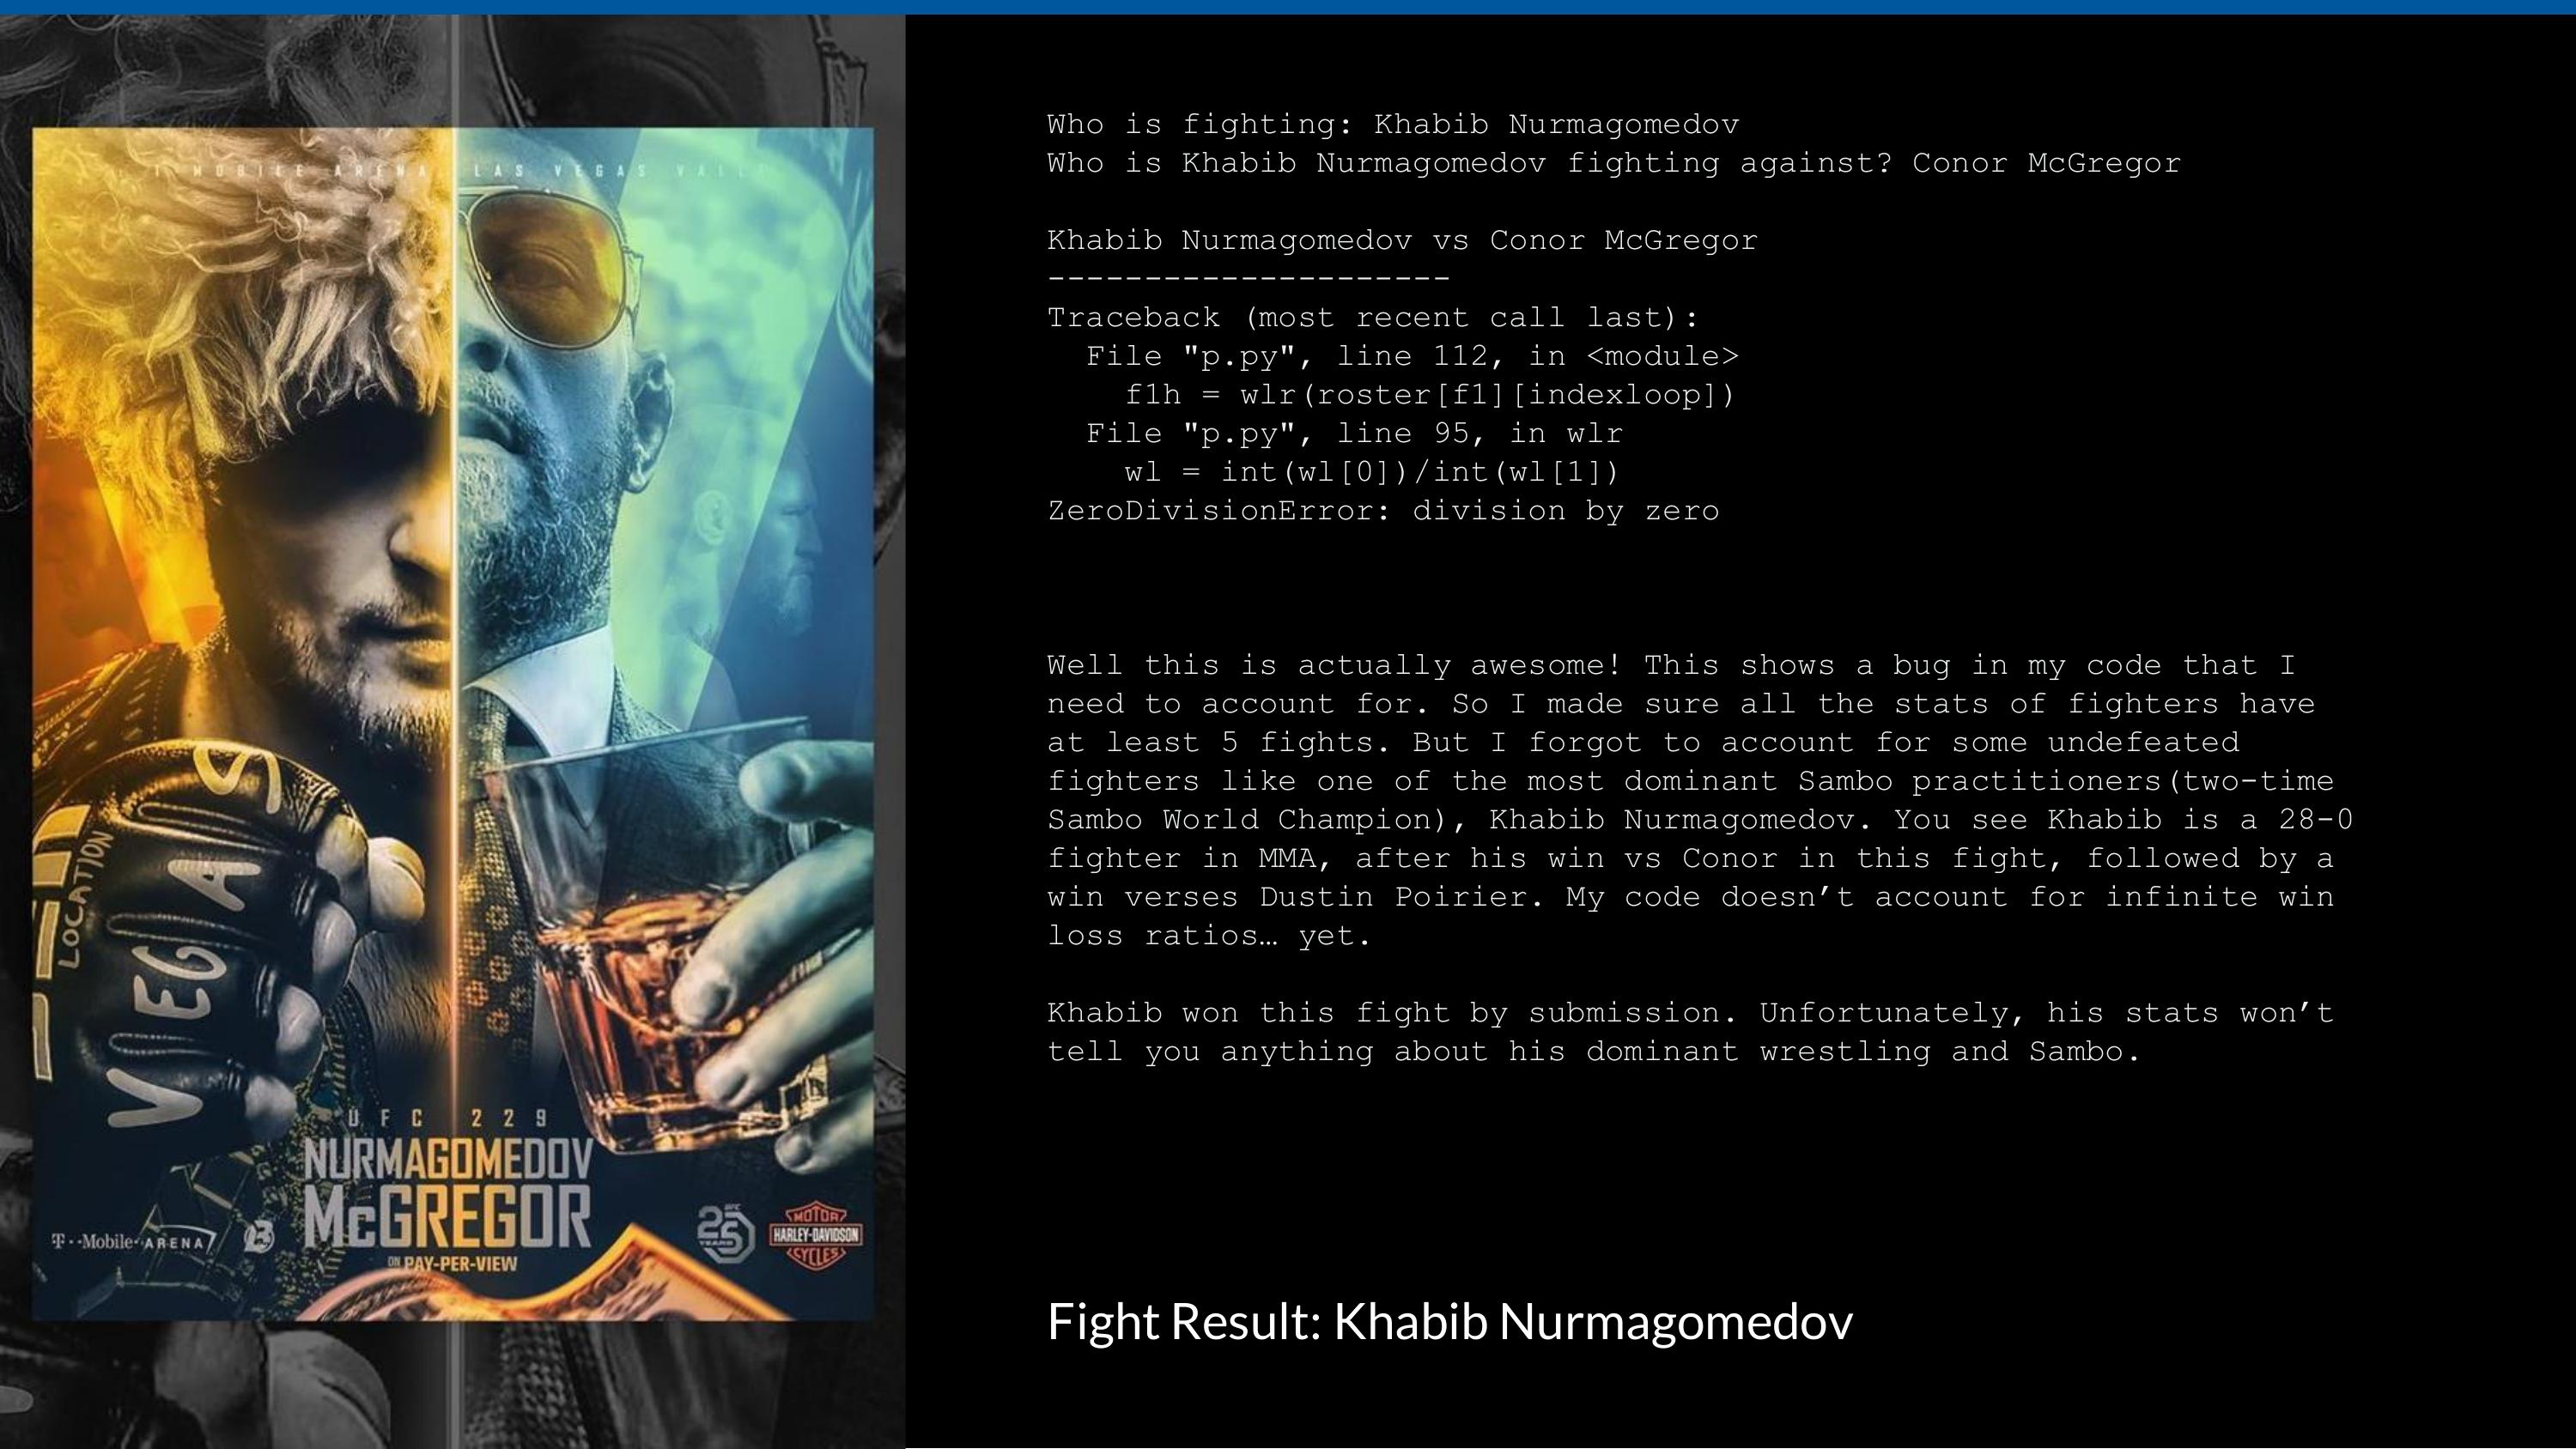 T MOBILE ARENA LAS VEGAS VALLEY
VEGAS
LOCATION
UFC 229
NURMAGOMEDOV
McGREGOR
ON PAY-PER-VIEW
T··Mobile·ARENA
UFC
25
YEARS
MOTOR
HARLEY-DAVIDSON
CYCLES
Who is fighting: Khabib Nurmagomedov
Who is Khabib Nurmagomedov fighting against? Conor McGregor
Khabib Nurmagomedov vs Conor McGregor
---------------------
Traceback (most recent call last):
  File "p.py", line 112, in <module>
    f1h = wlr(roster[f1][indexloop])
  File "p.py", line 95, in wlr
    wl = int(wl[0])/int(wl[1])
ZeroDivisionError: division by zero
Well this is actually awesome! This shows a bug in my code that I
need to account for. So I made sure all the stats of fighters have
at least 5 fights. But I forgot to account for some undefeated
fighters like one of the most dominant Sambo practitioners(two-time
Sambo World Champion), Khabib Nurmagomedov. You see Khabib is a 28-0
fighter in MMA, after his win vs Conor in this fight, followed by a
win verses Dustin Poirier. My code doesn’t account for infinite win
loss ratios… yet.
Khabib won this fight by submission. Unfortunately, his stats won’t
tell you anything about his dominant wrestling and Sambo.
Fight Result: Khabib Nurmagomedov